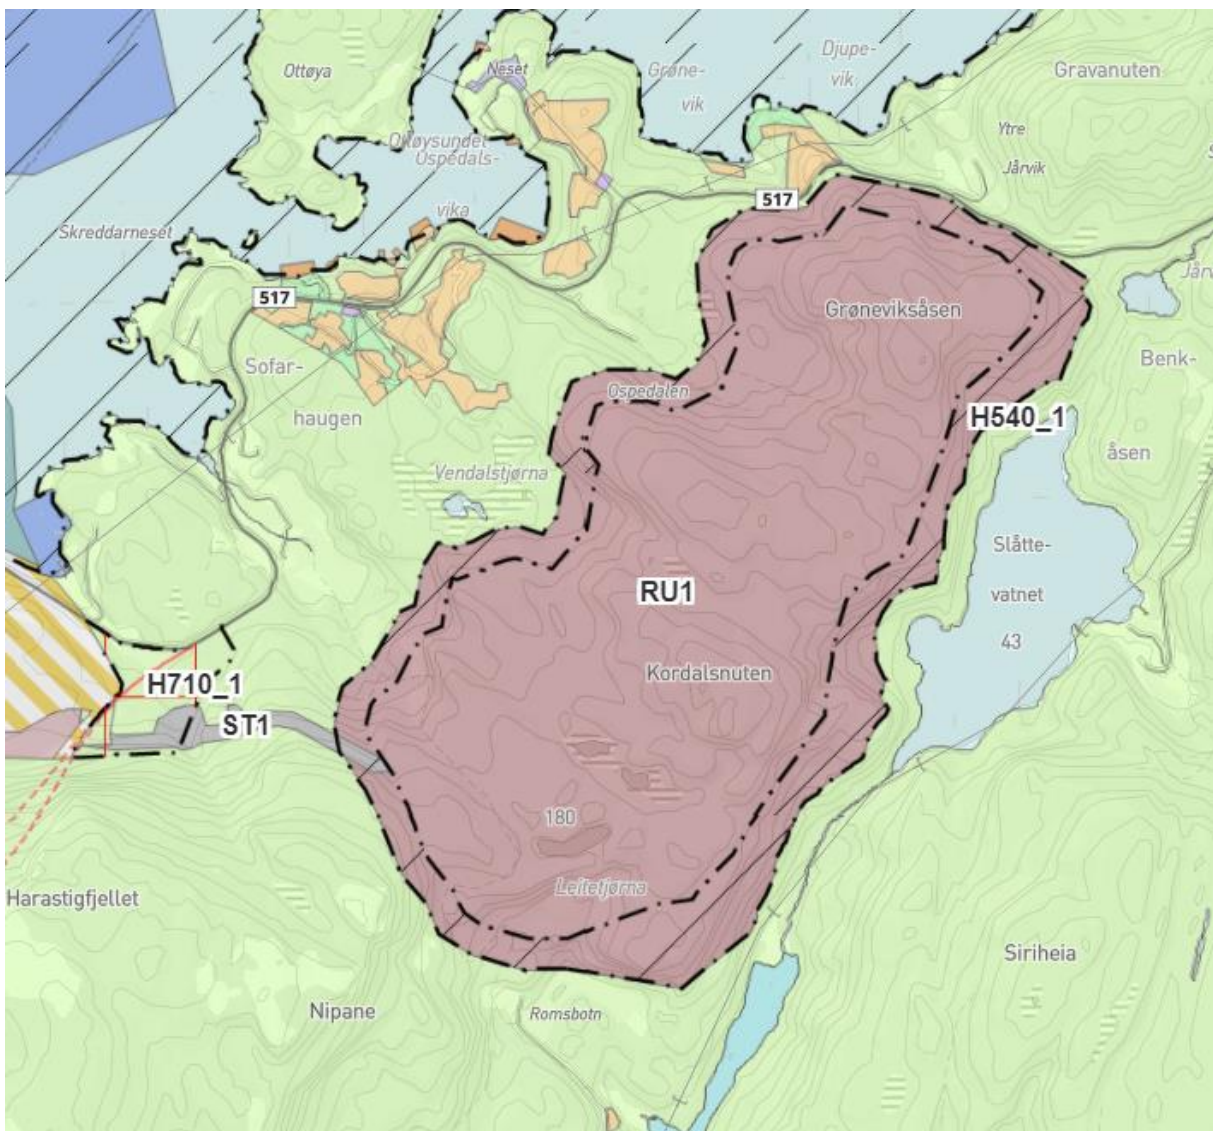 Ottøya
Neset
Grøne-
vik
Djupe-
vik
Gravanuten
Ottøysundet
Ospedals-
vika
Ytre
Jårvik
517
Skreddarneset
517
Grøneviksåsen
Sofar-
haugen
Ospedalen
Benk-
åsen
H540_1
Vendalstjørna
Slåtte-
vatnet
43
RU1
Kordalsnuten
H710_1
ST1
180
Leitetjørna
Harastigfjellet
Siriheia
Nipane
Romsbotn